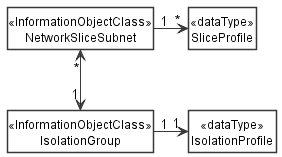 «InformationObjectClass»
NetworkSliceSubnet
1
*
«dataType»
SliceProfile
*
1
«InformationObjectClass»
IsolationGroup
1
1
«dataType»
IsolationProfile